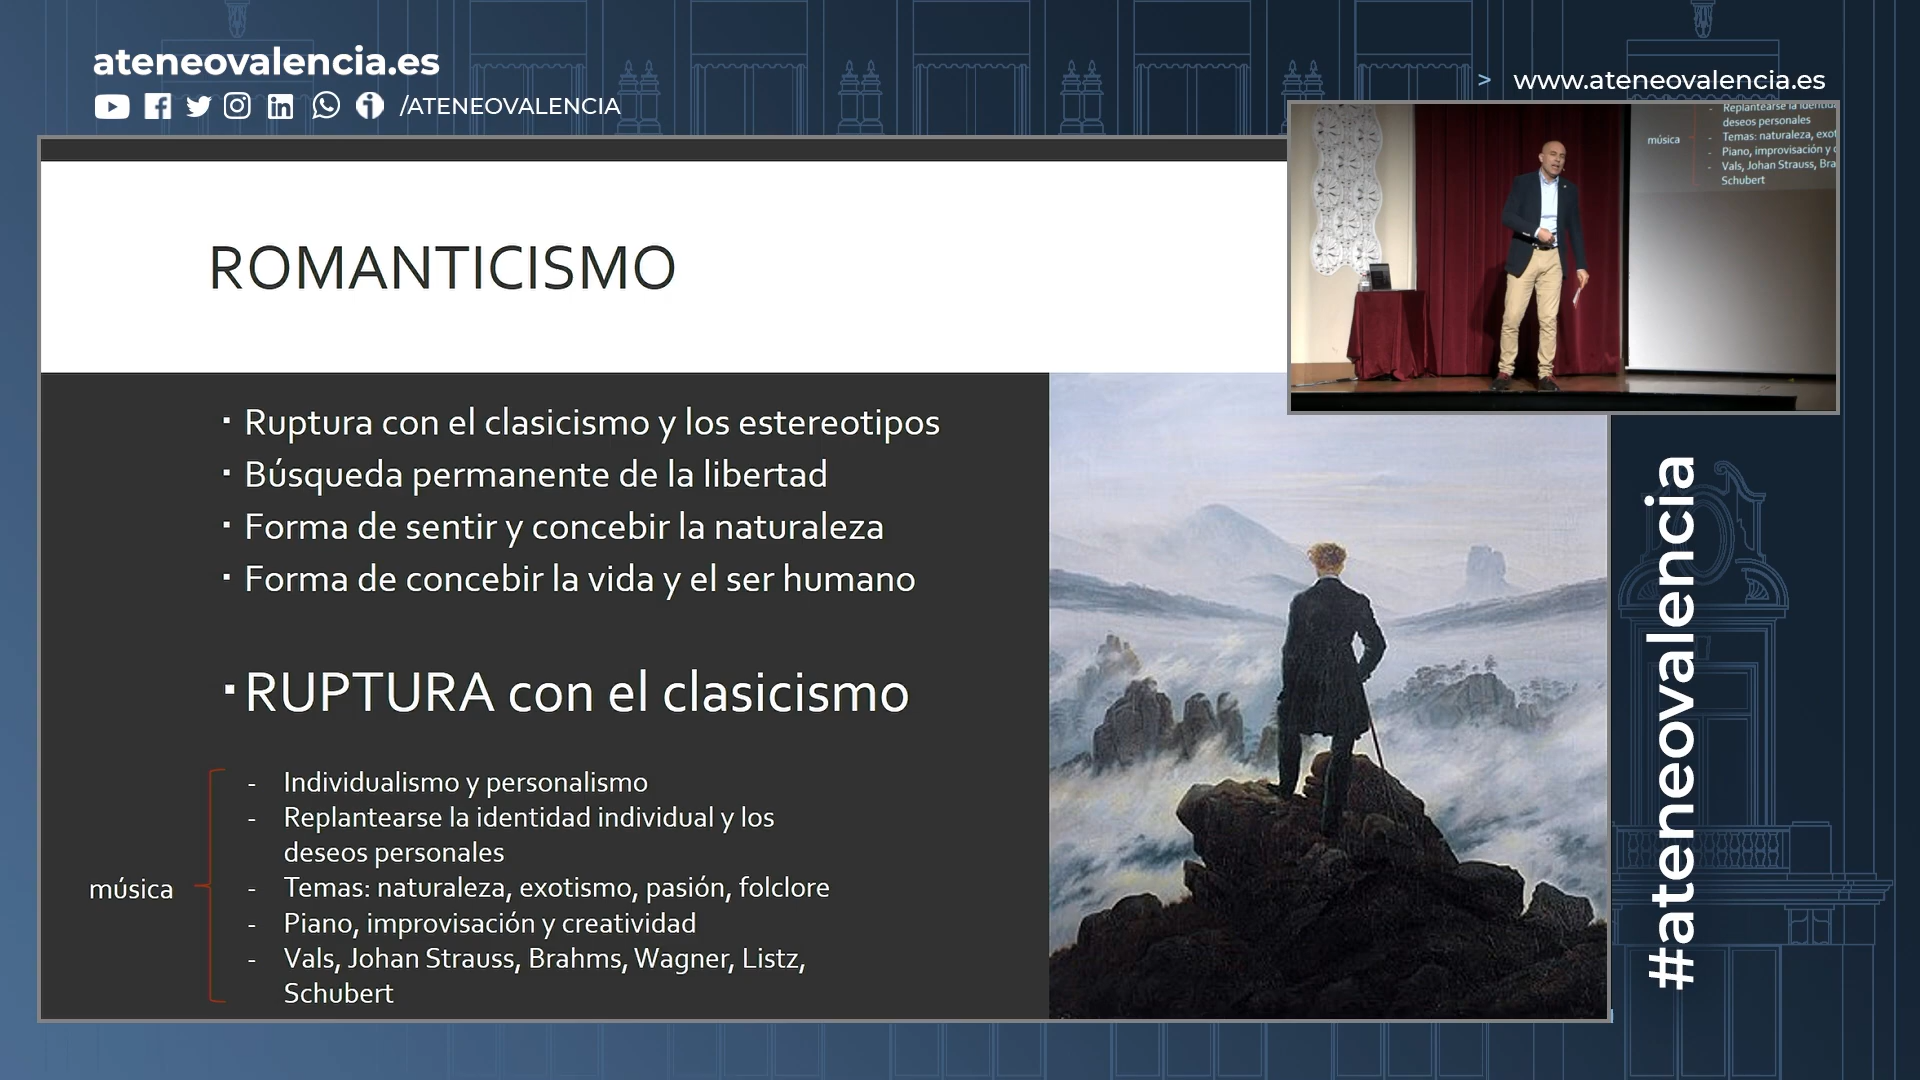 ateneovalencia.es
/ATENEOVALENCIA
> www.ateneovalencia.es
ROMANTICISMO
▪ Ruptura con el clasicismo y los estereotipos
▪ Búsqueda permanente de la libertad
▪ Forma de sentir y concebir la naturaleza
▪ Forma de concebir la vida y el ser humano
▪ RUPTURA con el clasicismo
música
- Individualismo y personalismo
- Replantearse la identidad individual y los
deseos personales
- Temas: naturaleza, exotismo, pasión, folclore
- Piano, improvisación y creatividad
- Vals, Johan Strauss, Brahms, Wagner, Listz,
Schubert
- Replantearse la
deseos personales
música
- Temas: naturaleza,
- Piano, improvisación y
- Vals, Johan Strauss,
Schubert
#ateneovalencia